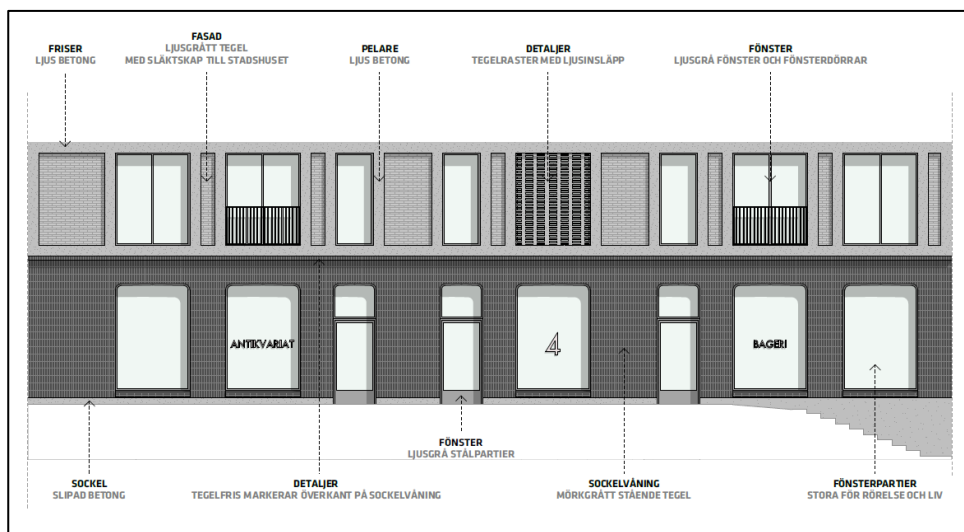 FRISER
LJUS BETONG
FASAD
LJUSGRÅTT TEGEL
MED SLÄKTSKAP TILL STADSHUSET
PELARE
LJUS BETONG
DETALJER
TEGELRASTER MED LJUSINSLÄPP
FÖNSTER
LJUSGRÅ FÖNSTER OCH FÖNSTERDÖRRAR
ANTIKVARIAT
4
BAGERI
FÖNSTER
LJUSGRÅ STÅLPARTIER
SOCKEL
SLIPAD BETONG
DETALJER
TEGELFRIS MARKERAR ÖVERKANT PÅ SOCKELVÅNING
SOCKELVÅNING
MÖRKGRÅTT STÅENDE TEGEL
FÖNSTERPARTIER
STORA FÖR RÖRELSE OCH LIV